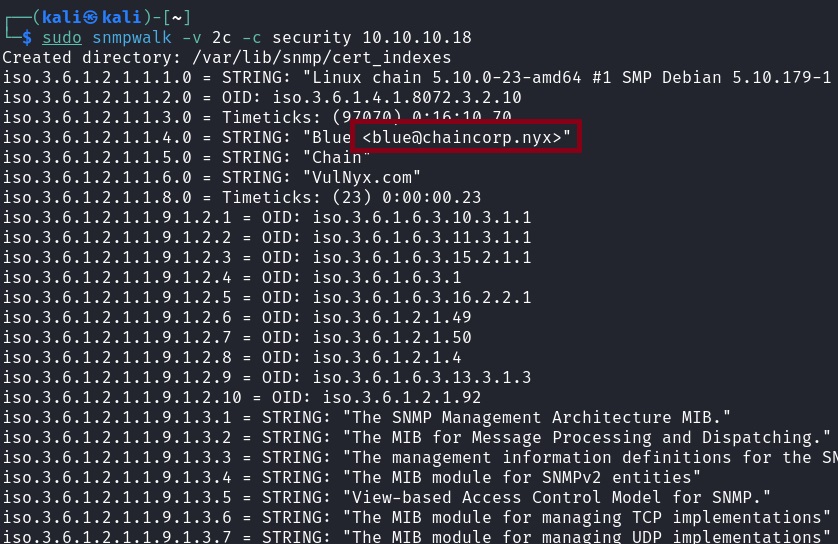 ┌──(kali㉿kali)-[~]
└─$ sudo snmpwalk -v 2c -c security 10.10.10.18
Created directory: /var/lib/snmp/cert_indexes
iso.3.6.1.2.1.1.1.0 = STRING: "Linux chain 5.10.0-23-amd64 #1 SMP Debian 5.10.179-1
iso.3.6.1.2.1.1.2.0 = OID: iso.3.6.1.4.1.8072.3.2.10
iso.3.6.1.2.1.1.3.0 = Timeticks: (97070) 0:16:10.70
iso.3.6.1.2.1.1.4.0 = STRING: "Blue <blue@chaincorp.nyx>"
iso.3.6.1.2.1.1.5.0 = STRING: "Chain"
iso.3.6.1.2.1.1.6.0 = STRING: "VulNyx.com"
iso.3.6.1.2.1.1.8.0 = Timeticks: (23) 0:00:00.23
iso.3.6.1.2.1.1.9.1.2.1 = OID: iso.3.6.1.6.3.10.3.1.1
iso.3.6.1.2.1.1.9.1.2.2 = OID: iso.3.6.1.6.3.11.3.1.1
iso.3.6.1.2.1.1.9.1.2.3 = OID: iso.3.6.1.6.3.15.2.1.1
iso.3.6.1.2.1.1.9.1.2.4 = OID: iso.3.6.1.6.3.1
iso.3.6.1.2.1.1.9.1.2.5 = OID: iso.3.6.1.6.3.16.2.2.1
iso.3.6.1.2.1.1.9.1.2.6 = OID: iso.3.6.1.2.1.49
iso.3.6.1.2.1.1.9.1.2.7 = OID: iso.3.6.1.2.1.50
iso.3.6.1.2.1.1.9.1.2.8 = OID: iso.3.6.1.2.1.4
iso.3.6.1.2.1.1.9.1.2.9 = OID: iso.3.6.1.6.3.13.3.1.3
iso.3.6.1.2.1.1.9.1.2.10 = OID: iso.3.6.1.2.1.92
iso.3.6.1.2.1.1.9.1.3.1 = STRING: "The SNMP Management Architecture MIB."
iso.3.6.1.2.1.1.9.1.3.2 = STRING: "The MIB for Message Processing and Dispatching."
iso.3.6.1.2.1.1.9.1.3.3 = STRING: "The management information definitions for the SN
iso.3.6.1.2.1.1.9.1.3.4 = STRING: "The MIB module for SNMPv2 entities"
iso.3.6.1.2.1.1.9.1.3.5 = STRING: "View-based Access Control Model for SNMP."
iso.3.6.1.2.1.1.9.1.3.6 = STRING: "The MIB module for managing TCP implementations"
iso.3.6.1.2.1.1.9.1.3.7 = STRING: "The MIB module for managing UDP implementations"